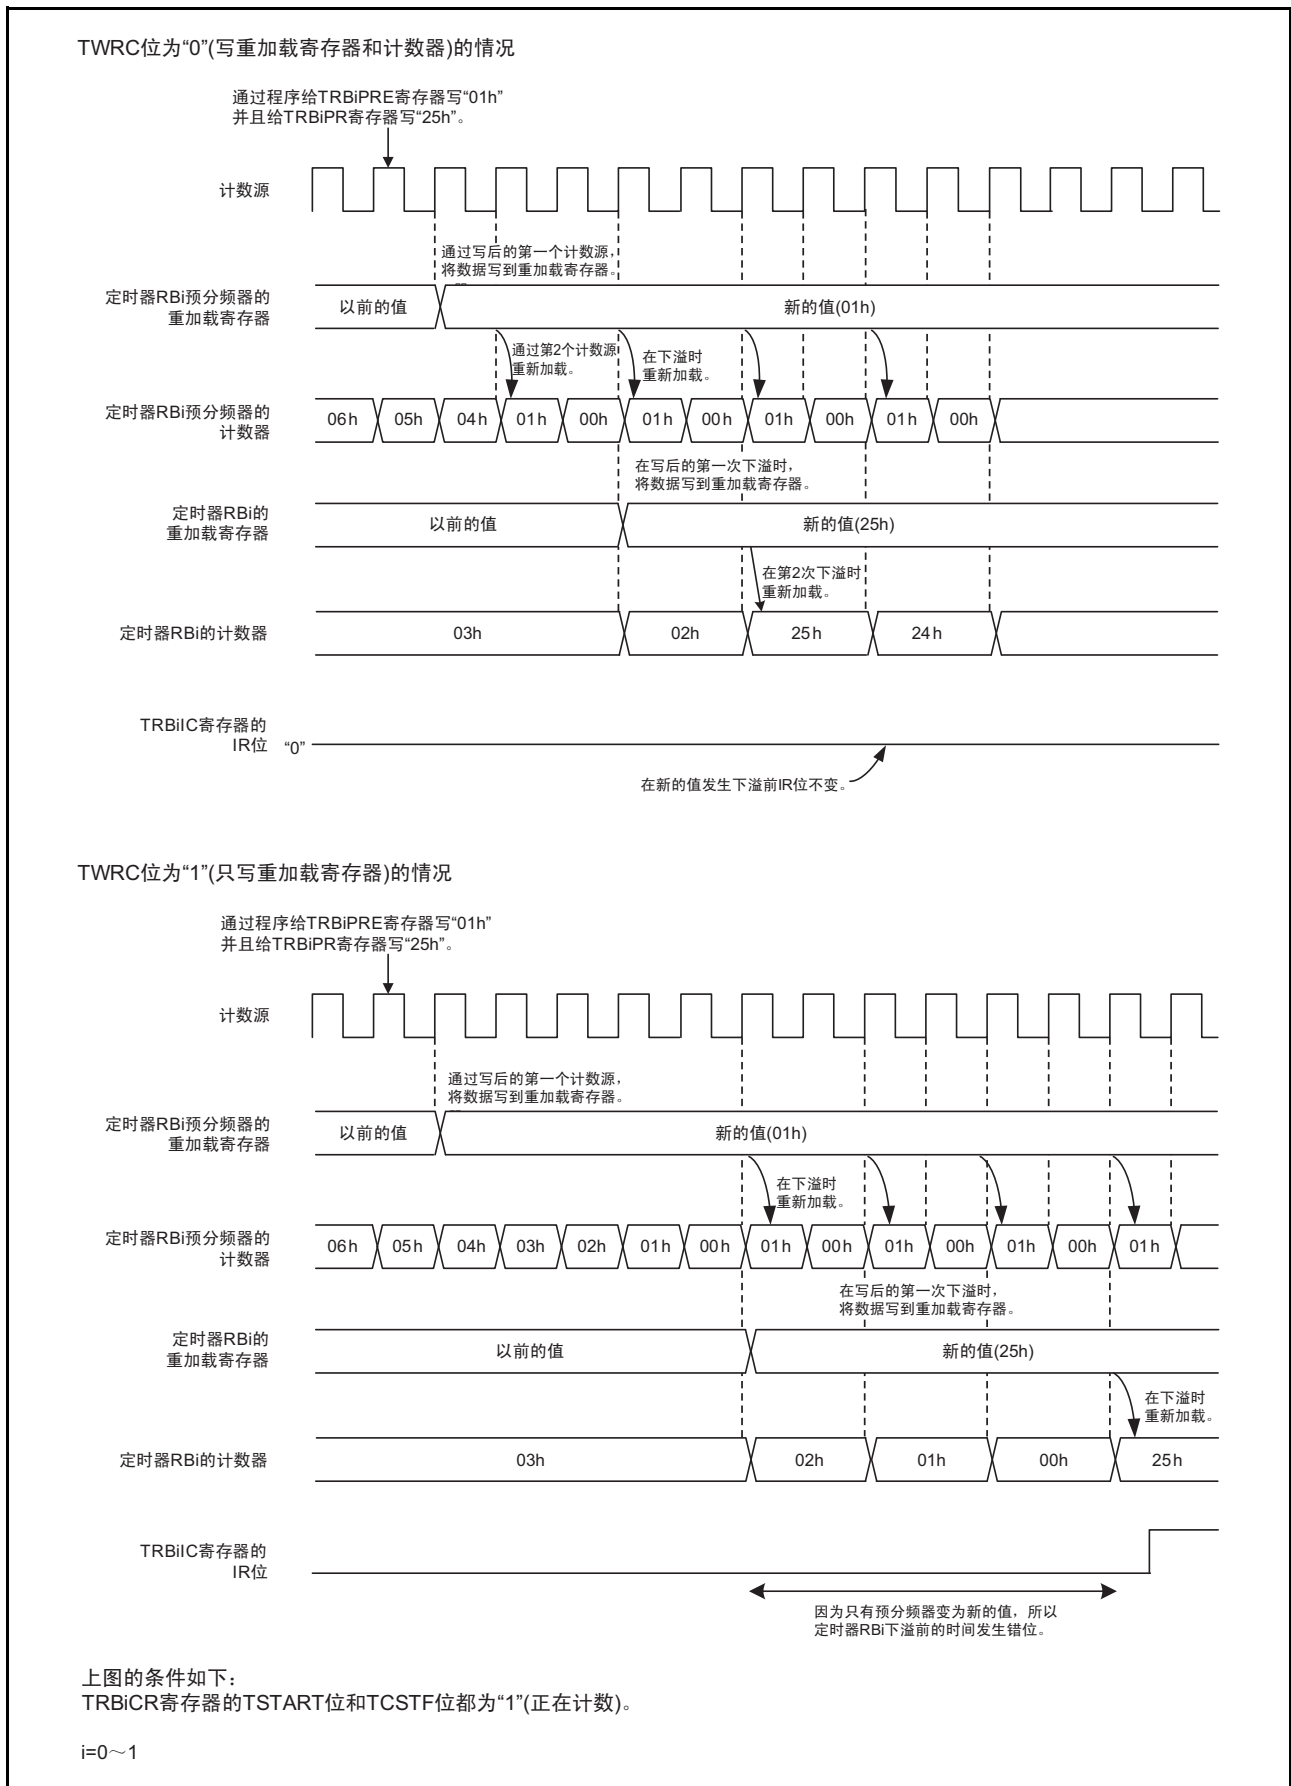 TWRC位为“0”(写重加载寄存器和计数器)的情况
通过程序给TRBiPRE寄存器写“01h”
并且给TRBiPR寄存器写“25h”。
计数源
通过写后的第一个计数源，
将数据写到重加载寄存器。
定时器RBi预分频器的
重加载寄存器
以前的值
新的值(01h)
通过第2个计数源
重新加载。
在下溢时
重新加载。
定时器RBi预分频器的
计数器
06h 05h 04h 01h 00h 01h 00h 01h 00h 01h 00h
在写后的第一次下溢时，
将数据写到重加载寄存器。
定时器RBi的
重加载寄存器
以前的值
新的值(25h)
在第2次下溢时
重新加载。
定时器RBi的计数器
03h 02h 25h 24h
TRBiIC寄存器的
IR位
“0”
在新的值发生下溢前IR位不变。
TWRC位为“1”(只写重加载寄存器)的情况
通过程序给TRBiPRE寄存器写“01h”
并且给TRBiPR寄存器写“25h”。
计数源
通过写后的第一个计数源，
将数据写到重加载寄存器。
定时器RBi预分频器的
重加载寄存器
以前的值
新的值(01h)
在下溢时
重新加载。
定时器RBi预分频器的
计数器
06h 05h 04h 03h 02h 01h 00h 01h 00h 01h 00h 01h 00h 01h
在写后的第一次下溢时，
将数据写到重加载寄存器。
定时器RBi的
重加载寄存器
以前的值
新的值(25h)
在下溢时
重新加载。
定时器RBi的计数器
03h 02h 01h 00h 25h
TRBiIC寄存器的
IR位
因为只有预分频器变为新的值，所以
定时器RBi下溢前的时间发生错位。
上图的条件如下：
TRBiCR寄存器的TSTART位和TCSTF位都为“1”(正在计数)。
i=0～1